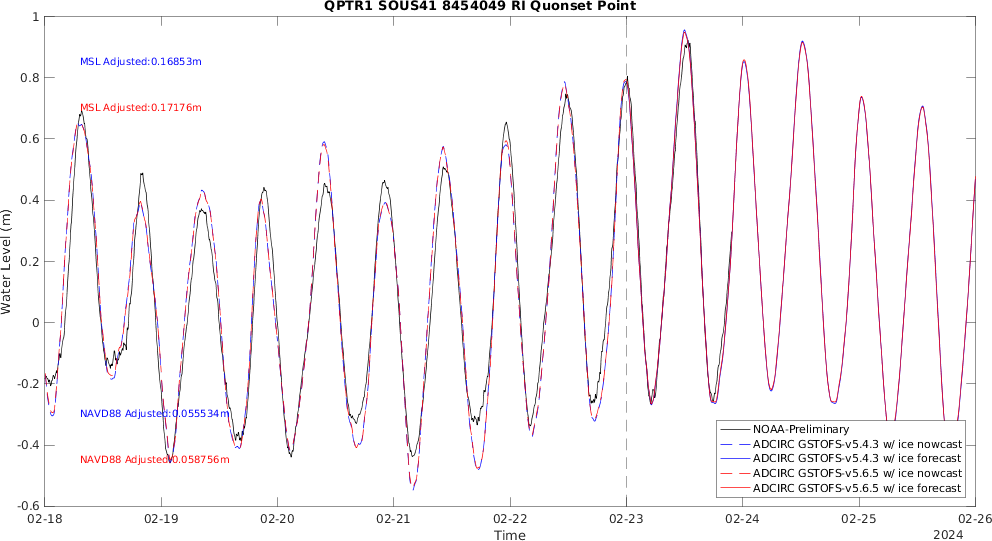 QPTR1 SOUS41 8454049 RI Quonset Point
1
0.8
0.6
0.4
0.2
0
-0.2
-0.4
-0.6
Water Level (m)
MSL Adjusted:0.16853m
MSL Adjusted:0.17176m
NAVD88 Adjusted:0.055534m
NAVD88 Adjusted:0.058756m
NOAA-Preliminary
ADCIRC GSTOFS-v5.4.3 w/ ice nowcast
ADCIRC GSTOFS-v5.4.3 w/ ice forecast
ADCIRC GSTOFS-v5.6.5 w/ ice nowcast
ADCIRC GSTOFS-v5.6.5 w/ ice forecast
02-18 02-19 02-20 02-21 02-22 02-23 02-24 02-25 02-26
Time
2024